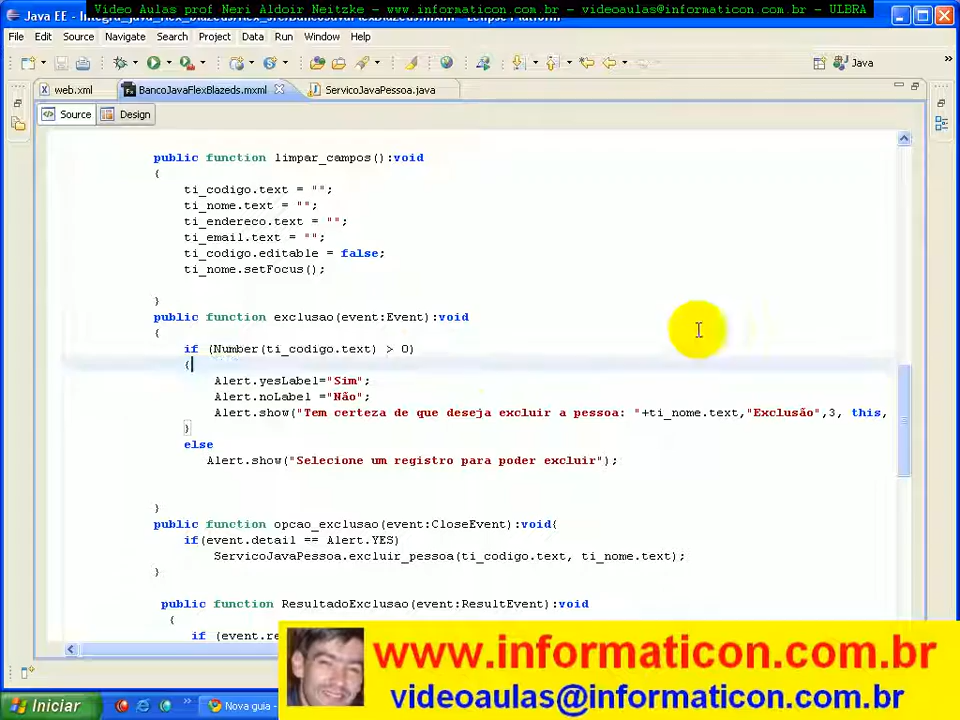 Video Aulas prof Neri Aldoir Neitzke - www.informaticon.com.br - videoaulas@informaticon.com.br - ULBRA
File Edit Source Navigate Search Project Data Run Window Help
Java
web.xml BancoJavaFlexBlazeds.mxml ServicoJavaPessoa.java
Source Design
public function limpar_campos():void
{
ti_codigo.text = "";
ti_nome.text = "";
ti_endereco.text = "";
ti_email.text = "";
ti_codigo.editable = false;
ti_nome.setFocus();
}
public function exclusao(event:Event):void
{
if (Number(ti_codigo.text) > 0)
{
Alert.yesLabel="Sim";
Alert.noLabel ="Não";
Alert.show("Tem certeza de que deseja excluir a pessoa: "+ti_nome.text,"Exclusão",3, this,
}
else
Alert.show("Selecione um registro para poder excluir");
}
public function opcao_exclusao(event:CloseEvent):void{
if(event.detail == Alert.YES)
ServicoJavaPessoa.excluir_pessoa(ti_codigo.text, ti_nome.text);
}
public function ResultadoExclusao(event:ResultEvent):void
{
if (event.re
www.informaticon.com.br
videoaulas@informaticon.com.br
Iniciar
Nova guia -